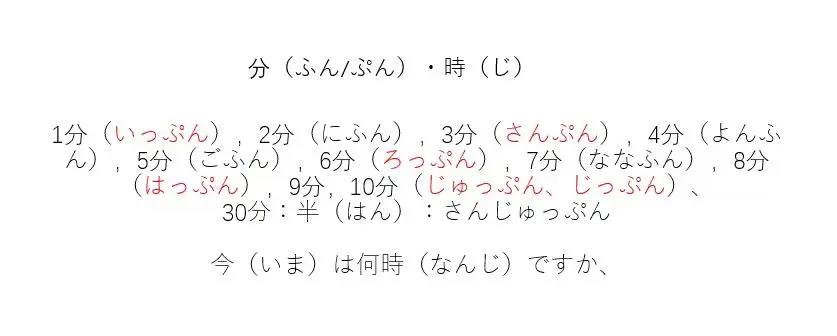 分（ふん/ぷん）・時（じ）
1分（いっぷん）, 2分（にふん）, 3分（さんぷん）, 4分（よんふ
ん）, 5分（ごふん）, 6分（ろっぷん）, 7分（ななふん）, 8分
（はっぷん）, 9分, 10分（じゅっぷん、じっぷん）、
30分：半（はん）：さんじゅっぷん
今（いま）は何時（なんじ）ですか、